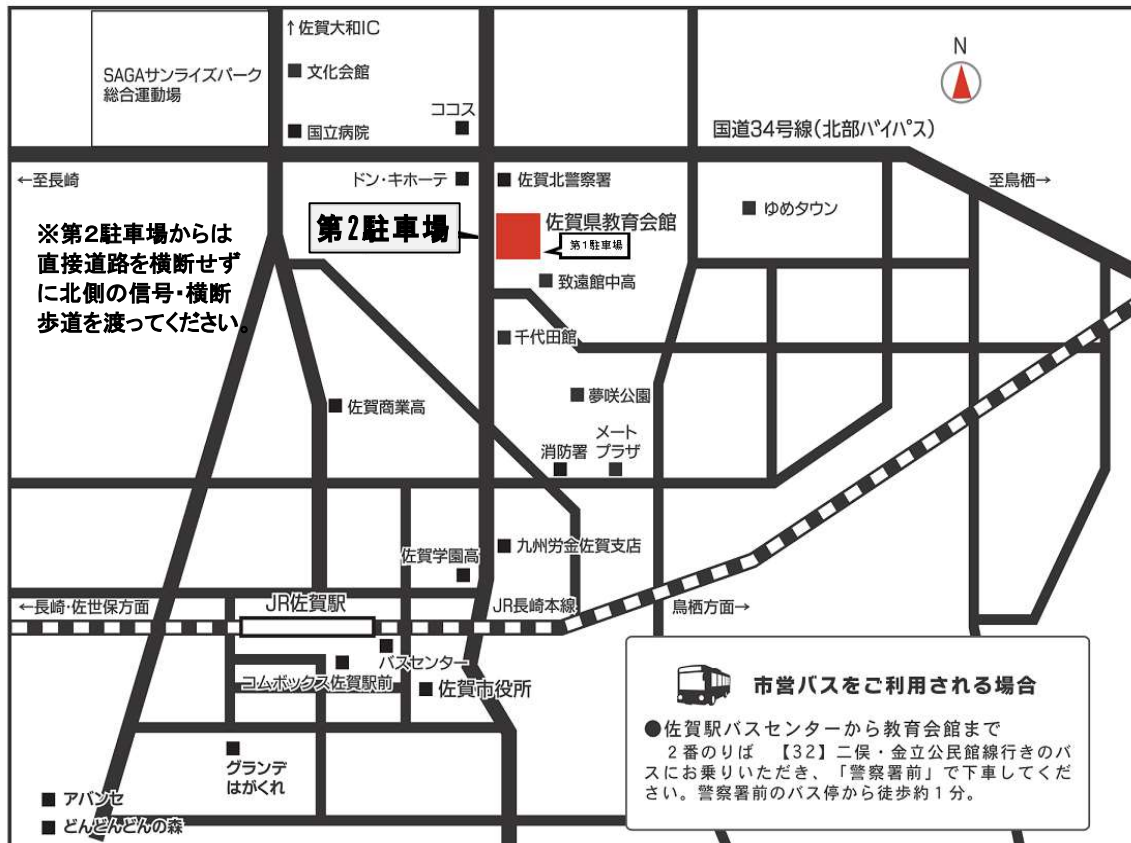 ↑佐賀大和IC
SAGAサンライズパーク
総合運動場
■文化会館
ココス
■国立病院
N
国道34号線(北部バイパス)
←至長崎
ドン・キホーテ■
■佐賀北警察署
至鳥栖→
■ゆめタウン
第2駐車場
佐賀県教育会館
第1駐車場
※第2駐車場からは
直接道路を横断せず
に北側の信号・横断
歩道を渡ってください。
■致遠館中高
■千代田館
■夢咲公園
■佐賀商業高
メート
プラザ
消防署
■九州労金佐賀支店
佐賀学園高
←長崎・佐世保方面
JR佐賀駅
JR長崎本線
鳥栖方面→
バスセンター
コムボックス佐賀駅前
■佐賀市役所
グランデ
はがくれ
■アバンセ
■どんどんどんの森
市営バスをご利用される場合
●佐賀駅バスセンターから教育会館まで
2番のりば 【32】二俣・金立公民館線行きのバ
スにお乗りいただき、「警察署前」で下車してくだ
さい。警察署前のバス停から徒歩約1分。